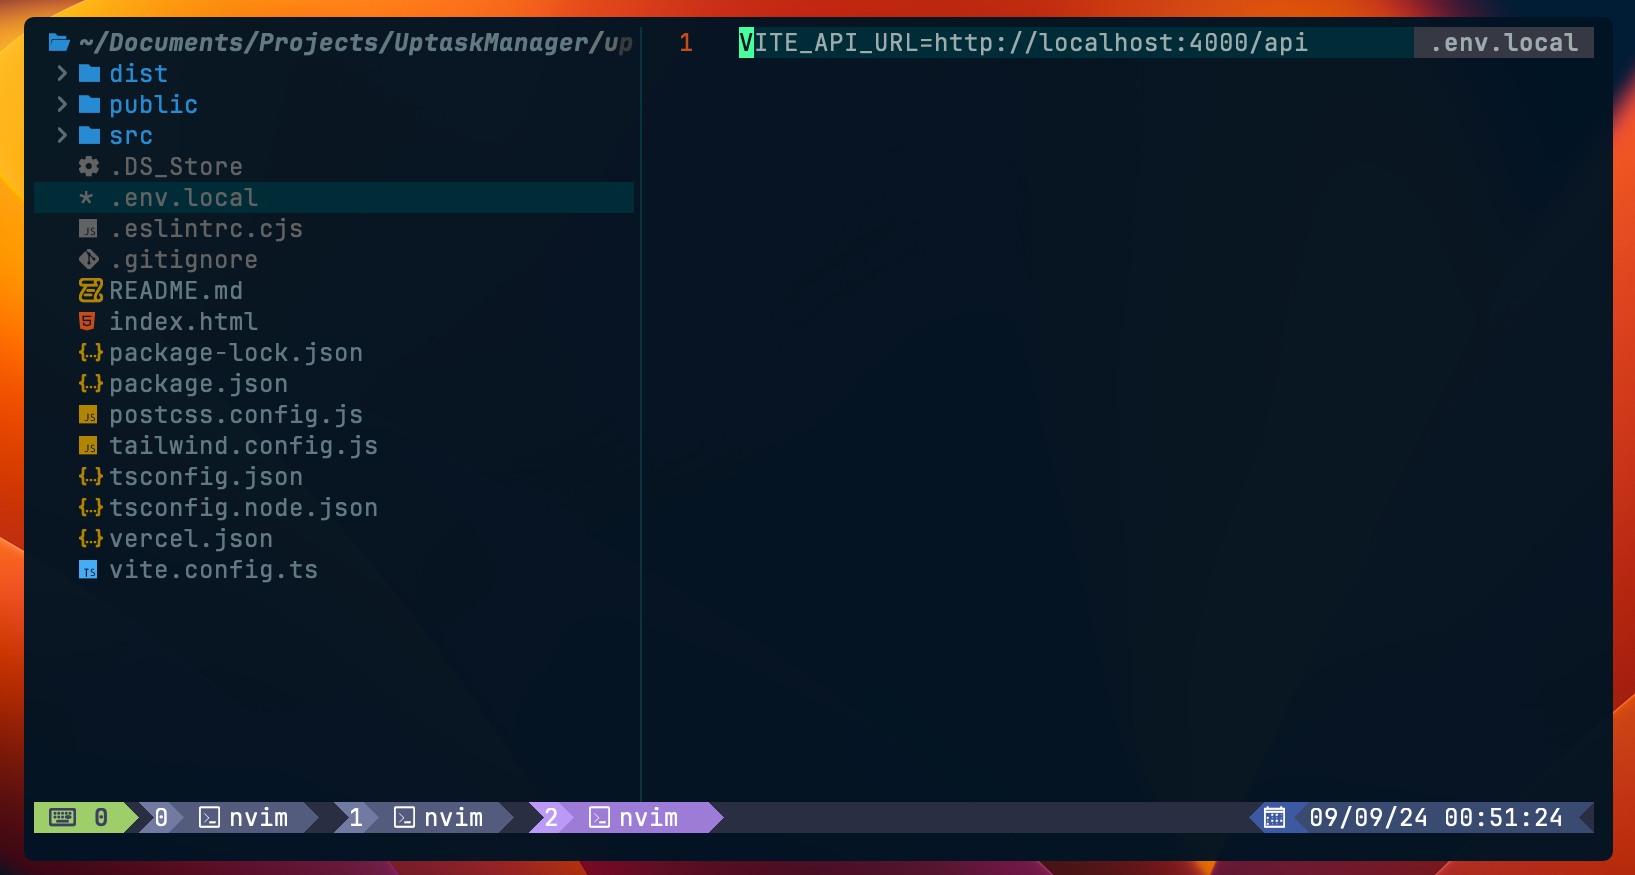 ~/Documents/Projects/UptaskManager/up
dist
public
src
.DS_Store
.env.local
.eslintrc.cjs
.gitignore
README.md
index.html
package-lock.json
package.json
postcss.config.js
tailwind.config.js
tsconfig.json
tsconfig.node.json
vercel.json
vite.config.ts
1 VITE_API_URL=http://localhost:4000/api .env.local
0 0 nvim 1 nvim 2 nvim 09/09/24 00:51:24